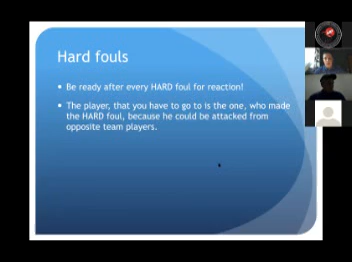 Hard fouls
Be ready after every HARD foul for reaction!
The player, that you have to go to is the one, who made
the HARD foul, because he could be attacked from
opposite team players.